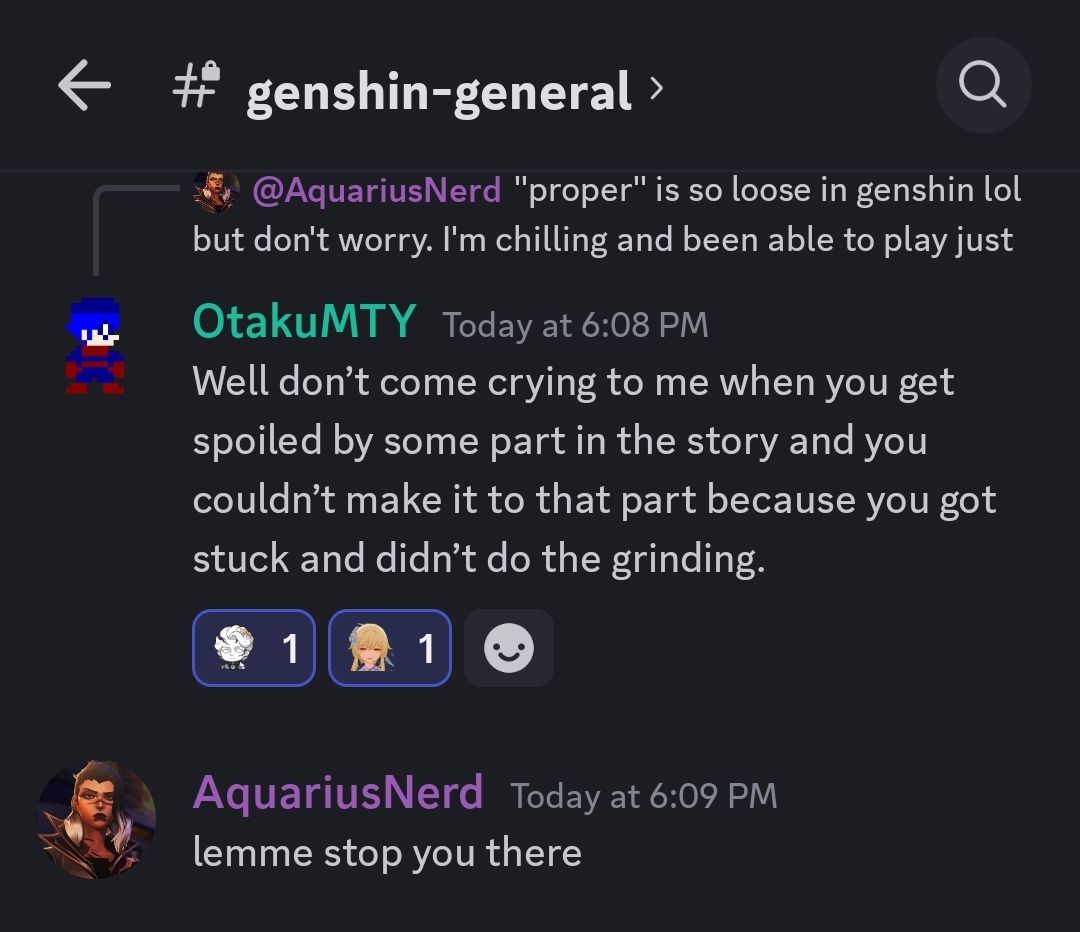 genshin-general
@AquariusNerd "proper" is so loose in genshin lol
but don't worry. I'm chilling and been able to play just
OtakuMTY Today at 6:08 PM
Well don’t come crying to me when you get
spoiled by some part in the story and you
couldn’t make it to that part because you got
stuck and didn’t do the grinding.
1 1
AquariusNerd Today at 6:09 PM
lemme stop you there